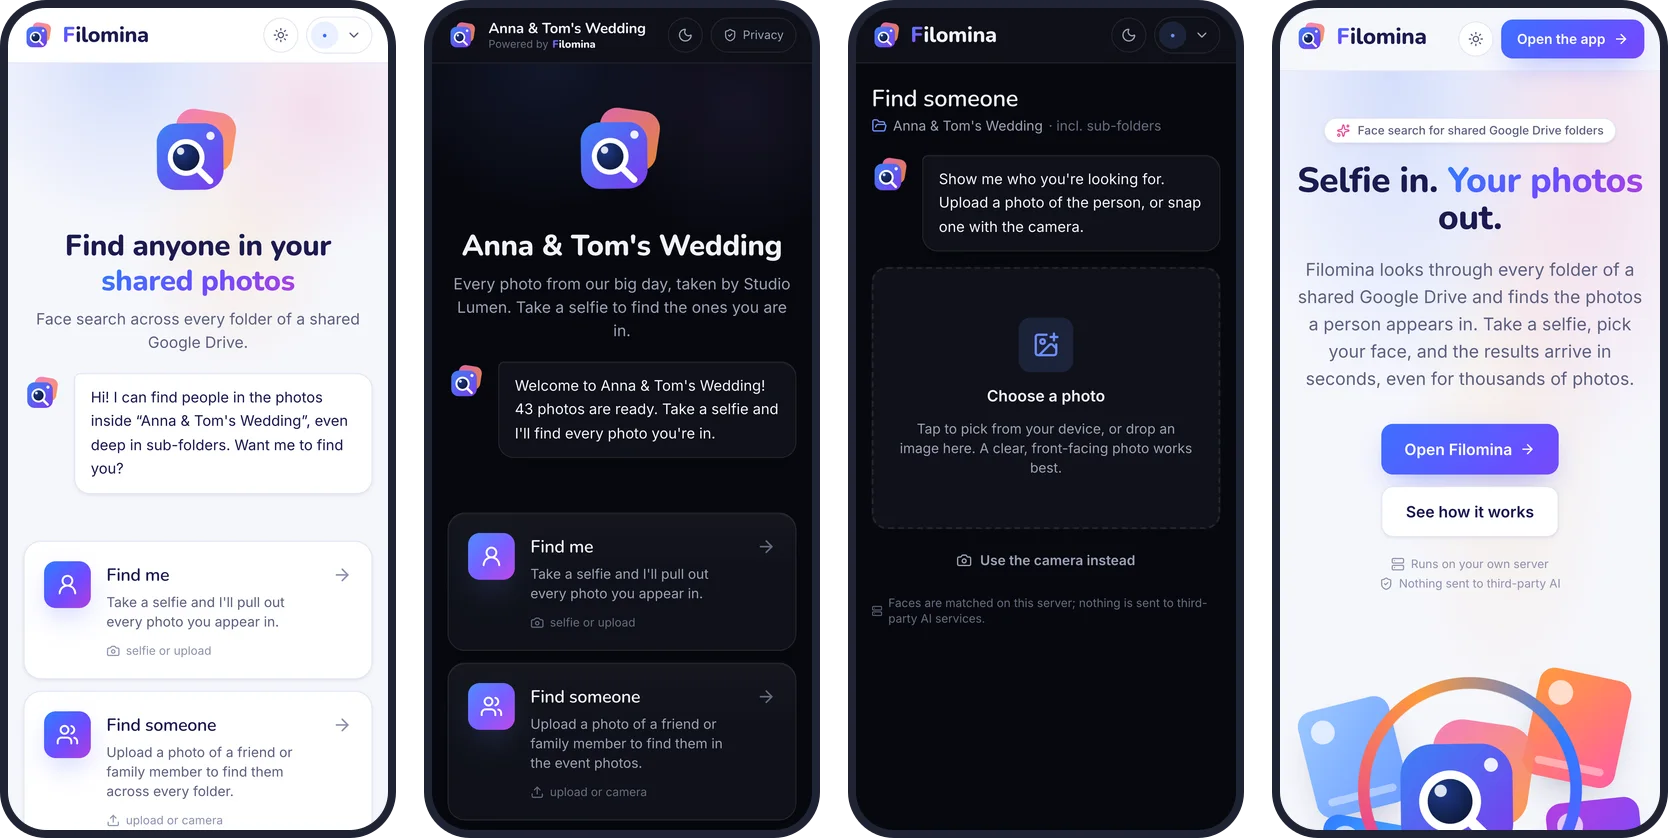 Filomina
Find anyone in your
shared photos
Face search across every folder of a shared
Google Drive.
Hi! I can find people in the photos
inside “Anna & Tom's Wedding”, even
deep in sub-folders. Want me to find
you?
Find me
Take a selfie and I'll pull out
every photo you appear in.
selfie or upload
Find someone
Upload a photo of a friend or
family member to find them
across every folder.
upload or camera
Anna & Tom's Wedding
Powered by Filomina
Privacy
Anna & Tom's Wedding
Every photo from our big day, taken by Studio
Lumen. Take a selfie to find the ones you are
in.
Welcome to Anna & Tom's Wedding!
43 photos are ready. Take a selfie and
I'll find every photo you're in.
Find me
Take a selfie and I'll pull out
every photo you appear in.
selfie or upload
Find someone
Upload a photo of a friend or
family member to find them in
the event photos.
upload or camera
Filomina
Find someone
Anna & Tom's Wedding · incl. sub-folders
Show me who you're looking for.
Upload a photo of the person, or snap
one with the camera.
Choose a photo
Tap to pick from your device, or drop an
image here. A clear, front-facing photo works
best.
Use the camera instead
Faces are matched on this server; nothing is sent to third-
party AI services.
Filomina
Open the app
Face search for shared Google Drive folders
Selfie in. Your photos
out.
Filomina looks through every folder of a
shared Google Drive and finds the photos
a person appears in. Take a selfie, pick
your face, and the results arrive in
seconds, even for thousands of photos.
Open Filomina
See how it works
Runs on your own server
Nothing sent to third-party AI